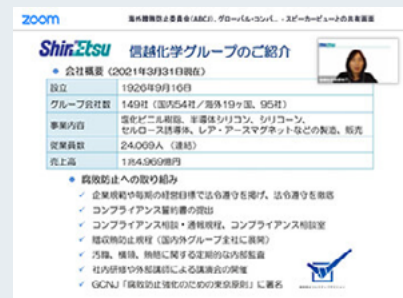 zoom
海外腐敗防止委員会(ABCJ)、グローバル・コンパ... - スピーカービューとの共有画面
ShinEtsu 信越化学グループのご紹介
会社概要(2021年3月31日現在)
設立 1926年9月16日
グループ会社数 149社(国内54社/海外19ヶ国、95社)
事業内容 塩化ビニル樹脂、半導体シリコン、シリコーン、
セルロース誘導体、レア・アースマグネットなどの製造、販売
従業員数 24,069人(連結)
売上高 1兆4,969億円
腐敗防止への取り組み
企業規範や毎期の経営目標で法令遵守を掲げ、法令遵守を徹底
コンプライアンス誓約書の提出
コンプライアンス相談・通報規程、コンプライアンス相談室
贈収賄防止規程(国内外グループ全社に展開)
汚職、横領、賄賂に関する定期的な内部監査
社内研修や外部講師による講演会の開催
GCNJ「腐敗防止強化のための東京原則」に署名